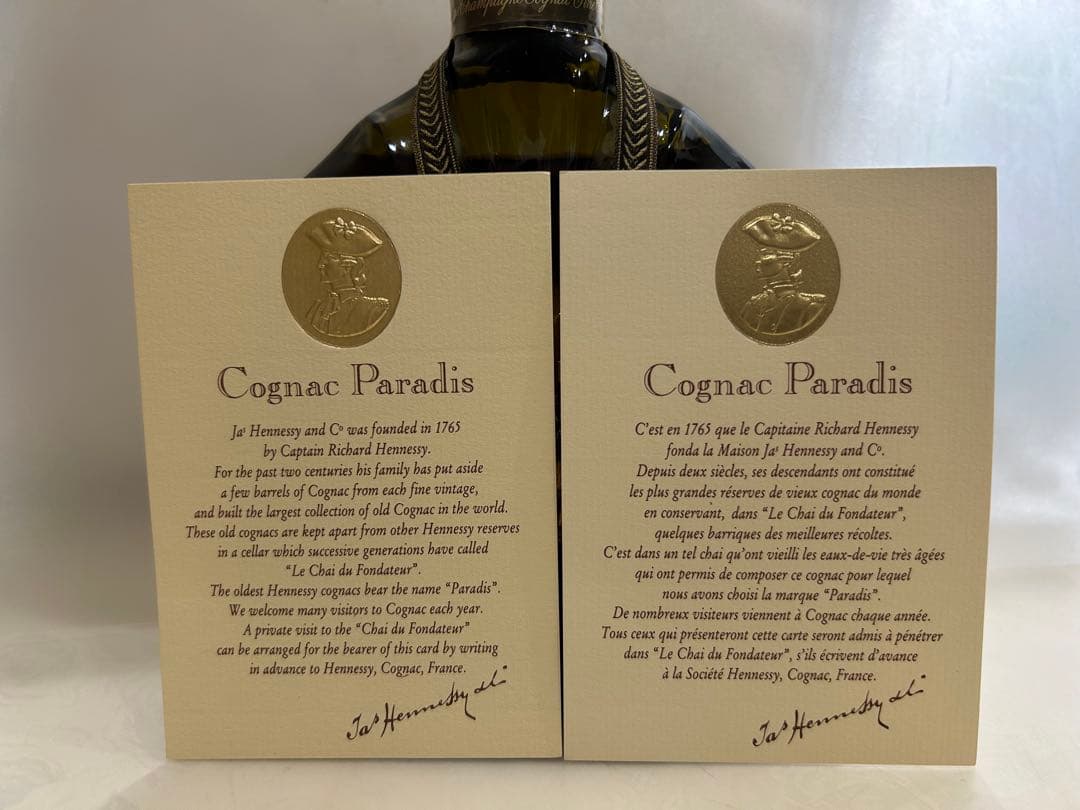 Champagne Cognac
Cognac Paradis
Jas Hennessy and Co was founded in 1765
by Captain Richard Hennessy.
For the past two centuries his family has put aside
a few barrels of Cognac from each fine vintage,
and built the largest collection of old Cognac in the world.
These old cognacs are kept apart from other Hennessy reserves
in a cellar which successive generations have called
“Le Chai du Fondateur”.
The oldest Hennessy cognacs bear the name “Paradis”.
We welcome many visitors to Cognac each year.
A private visit to the “Chai du Fondateur”
can be arranged for the bearer of this card by writing
in advance to Hennessy, Cognac, France.
Jas Hennessy & Co
Cognac Paradis
C’est en 1765 que le Capitaine Richard Hennessy
fonda la Maison Jas Hennessy and Co.
Depuis deux siècles, ses descendants ont constitué
les plus grandes réserves de vieux cognac du monde
en conservant, dans “Le Chai du Fondateur”,
quelques barriques des meilleures récoltes.
C’est dans un tel chai qu’ont vieilli les eaux-de-vie très âgées
qui ont permis de composer ce cognac pour lequel
nous avons choisi la marque “Paradis”.
De nombreux visiteurs viennent à Cognac chaque année.
Tous ceux qui présenteront cette carte seront admis à pénétrer
dans “Le Chai du Fondateur”, s’ils écrivent d’avance
à la Société Hennessy, Cognac, France.
Jas Hennessy & Co